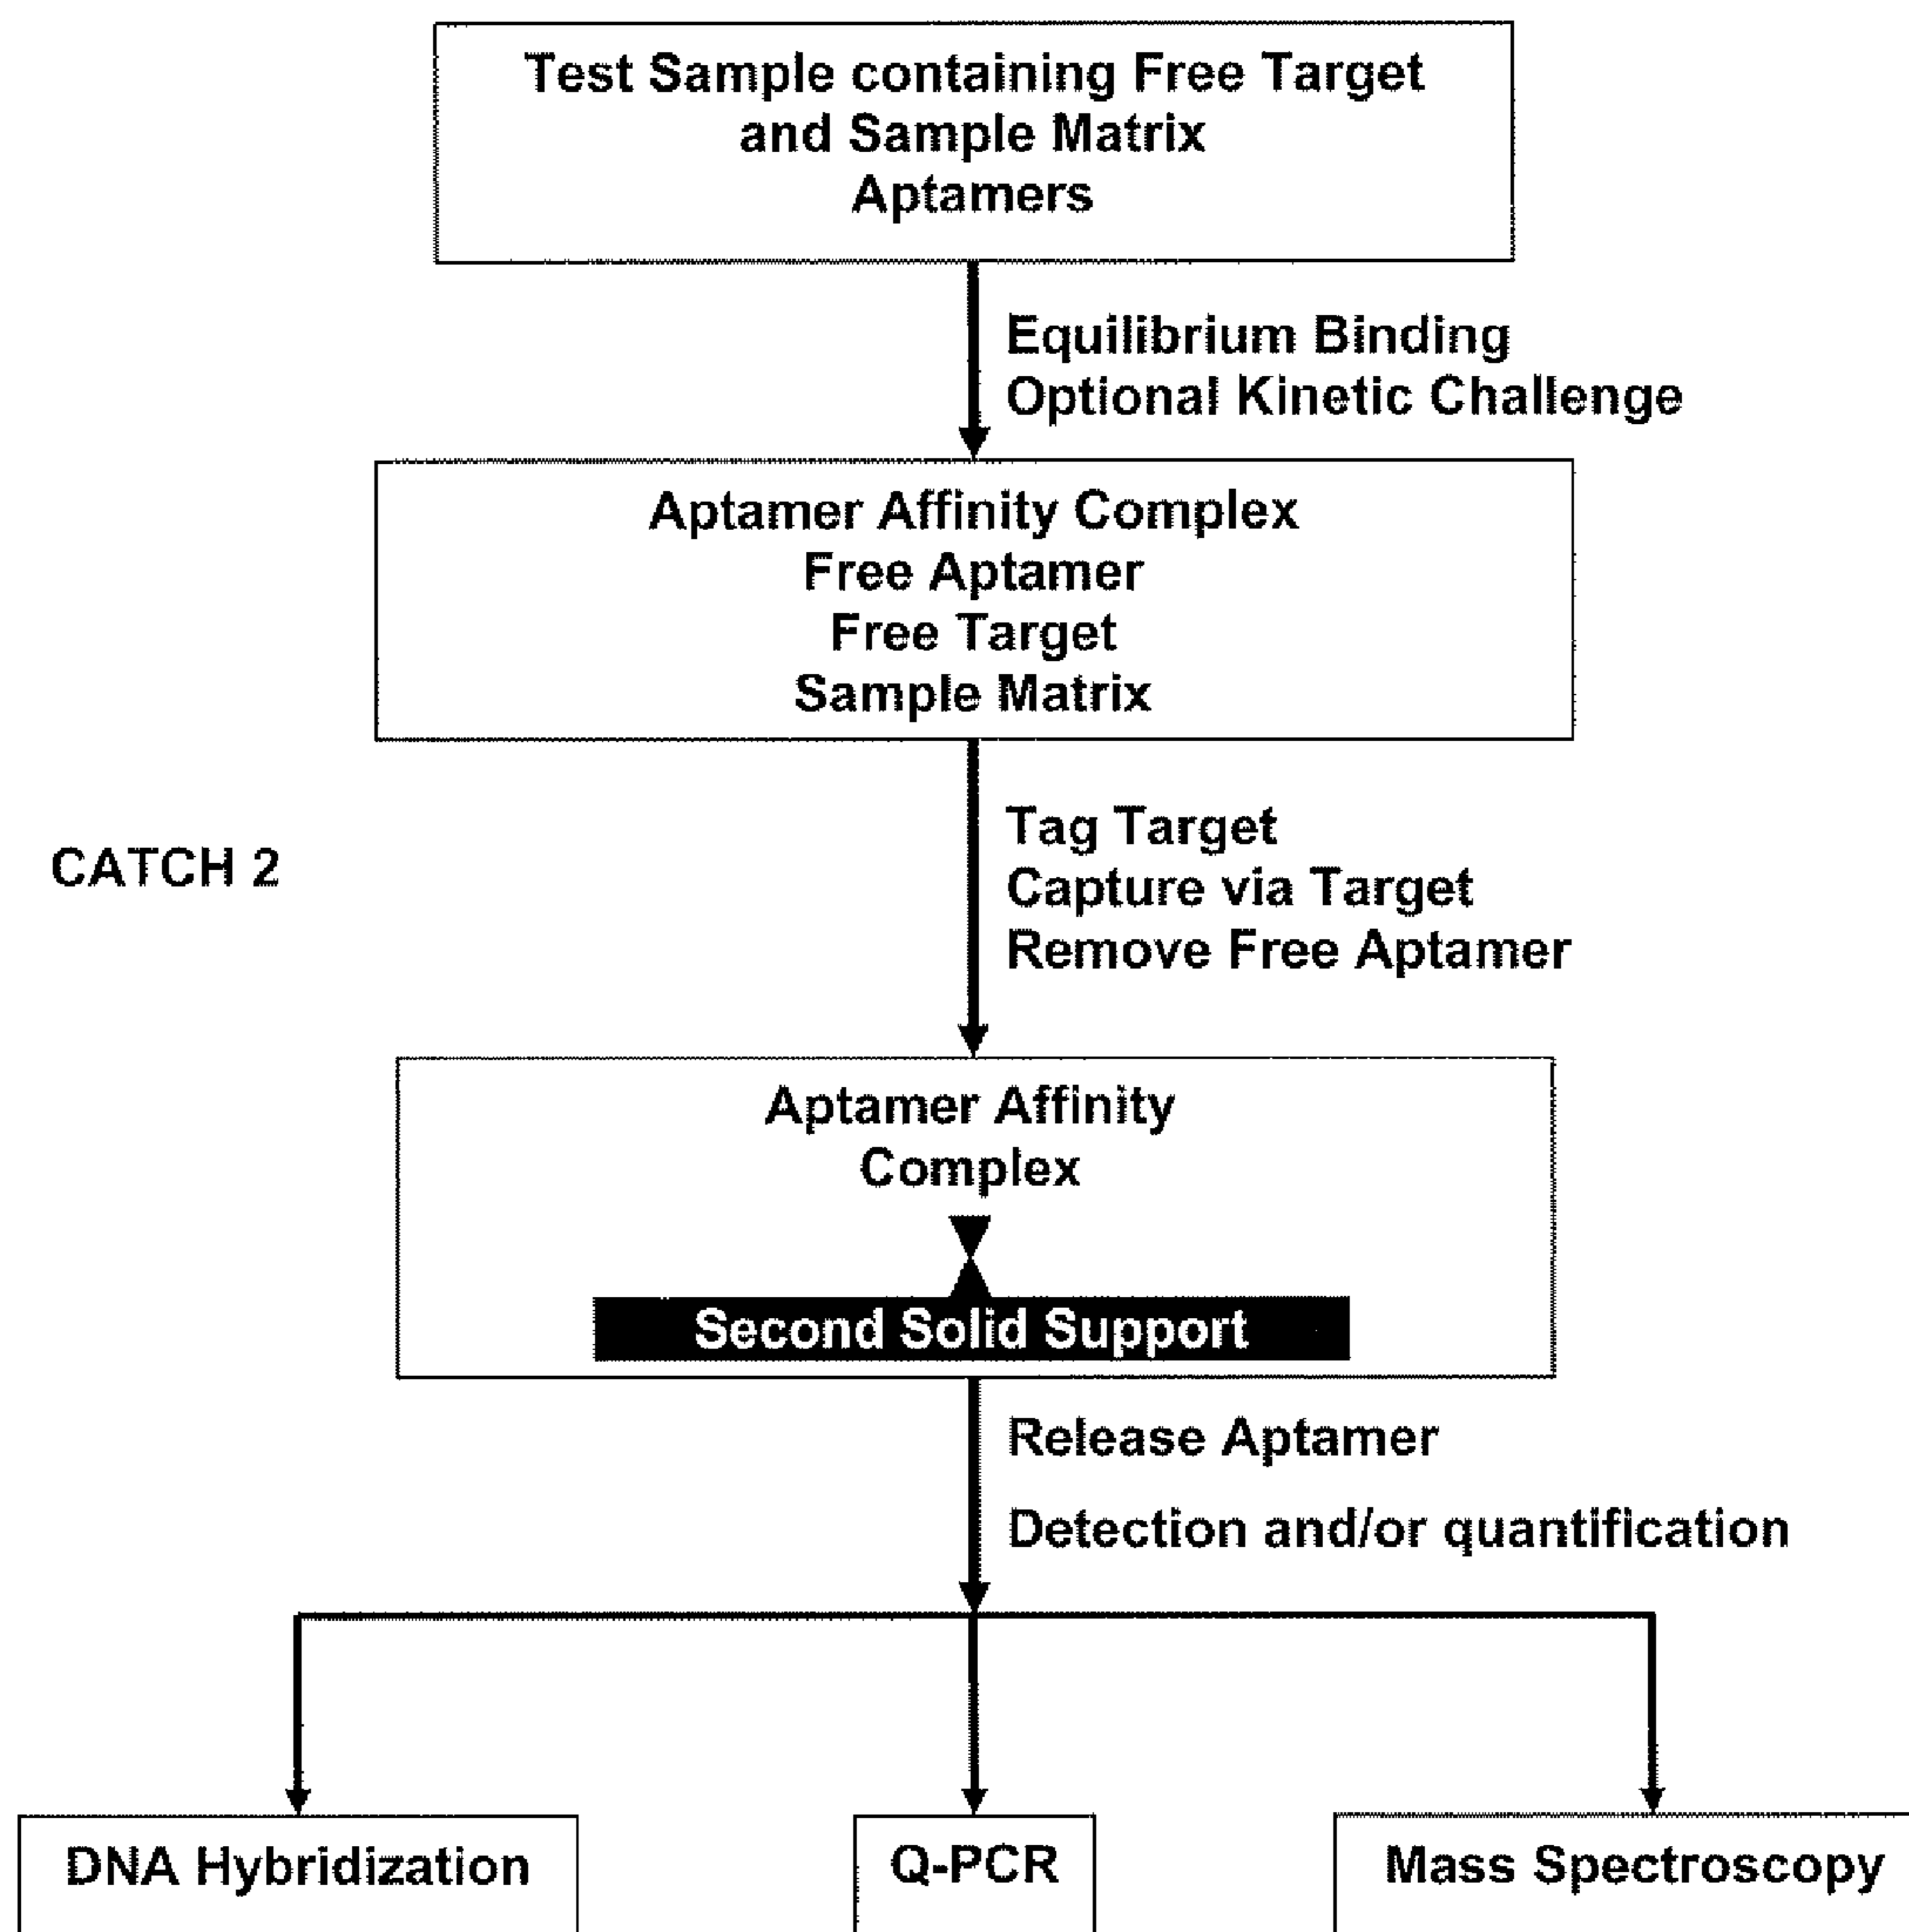 Test Sample containing Free Target
and Sample Matrix
Aptamers
Equilibrium Binding
Optional Kinetic Challenge
Aptamer Affinity Complex
Free Aptamer
Free Target
Sample Matrix
CATCH 2
Tag Target
Capture via Target
Remove Free Aptamer
Aptamer Affinity
Complex
Second Solid Support
Release Aptamer
Detection and/or quantification
DNA Hybridization
Q-PCR
Mass Spectroscopy